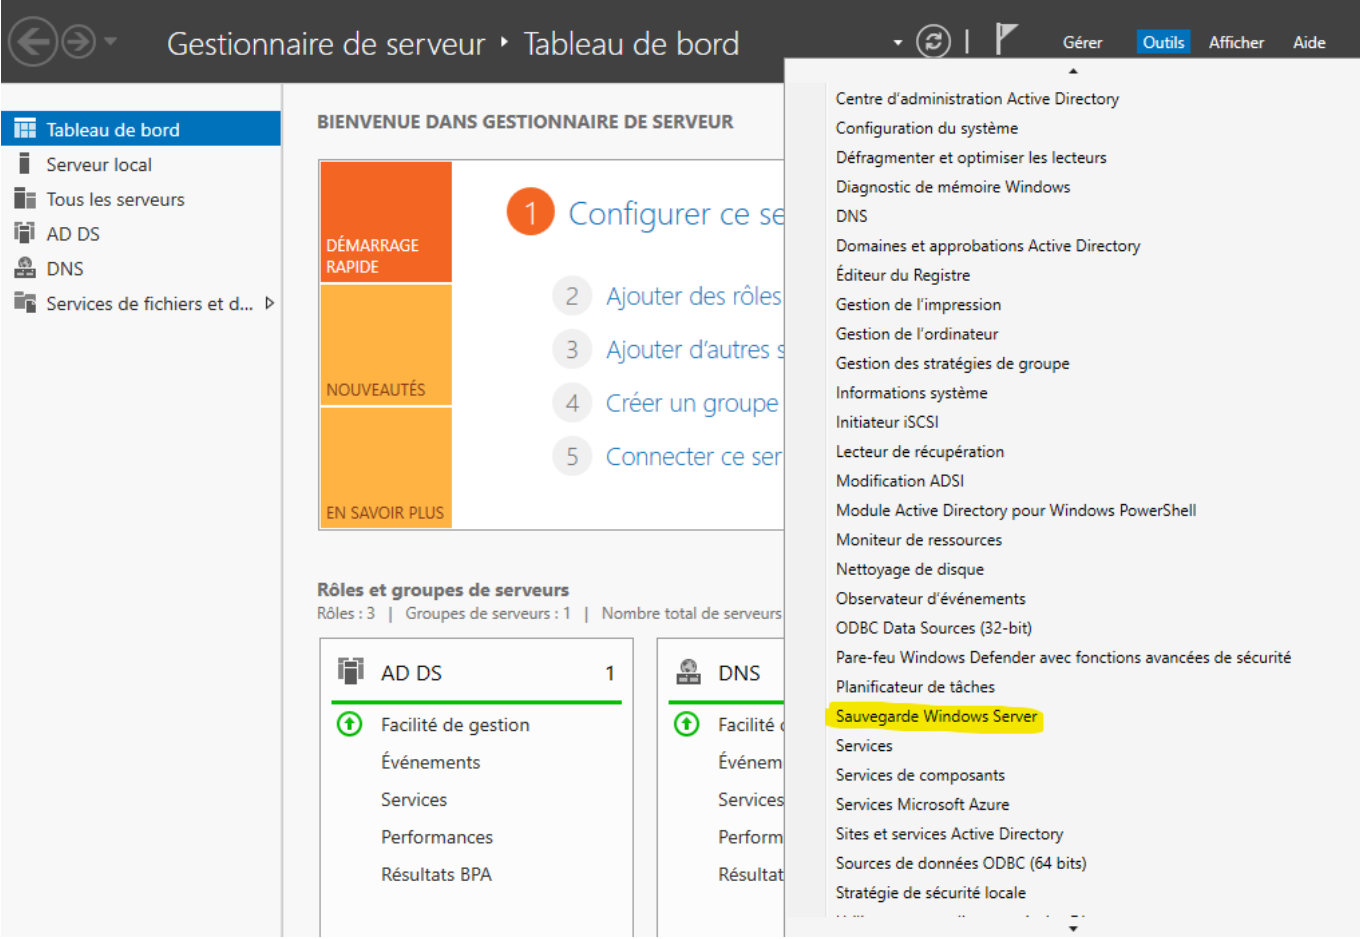 Gestionnaire de serveur ‣ Tableau de bord
Gérer Outils Afficher Aide
Tableau de bord
Serveur local
Tous les serveurs
AD DS
DNS
Services de fichiers et d...
BIENVENUE DANS GESTIONNAIRE DE SERVEUR
DÉMARRAGE
RAPIDE
NOUVEAUTÉS
EN SAVOIR PLUS
1 Configurer ce se
2 Ajouter des rôles
3 Ajouter d'autres s
4 Créer un groupe
5 Connecter ce ser
Rôles et groupes de serveurs
Rôles : 3 | Groupes de serveurs : 1 | Nombre total de serveurs
AD DS 1
Facilité de gestion
Événements
Services
Performances
Résultats BPA
DNS
Facilité
Événem
Services
Perform
Résultat
Centre d'administration Active Directory
Configuration du système
Défragmenter et optimiser les lecteurs
Diagnostic de mémoire Windows
DNS
Domaines et approbations Active Directory
Éditeur du Registre
Gestion de l'impression
Gestion de l'ordinateur
Gestion des stratégies de groupe
Informations système
Initiateur iSCSI
Lecteur de récupération
Modification ADSI
Module Active Directory pour Windows PowerShell
Moniteur de ressources
Nettoyage de disque
Observateur d'événements
ODBC Data Sources (32-bit)
Pare-feu Windows Defender avec fonctions avancées de sécurité
Planificateur de tâches
Sauvegarde Windows Server
Services
Services de composants
Services Microsoft Azure
Sites et services Active Directory
Sources de données ODBC (64 bits)
Stratégie de sécurité locale